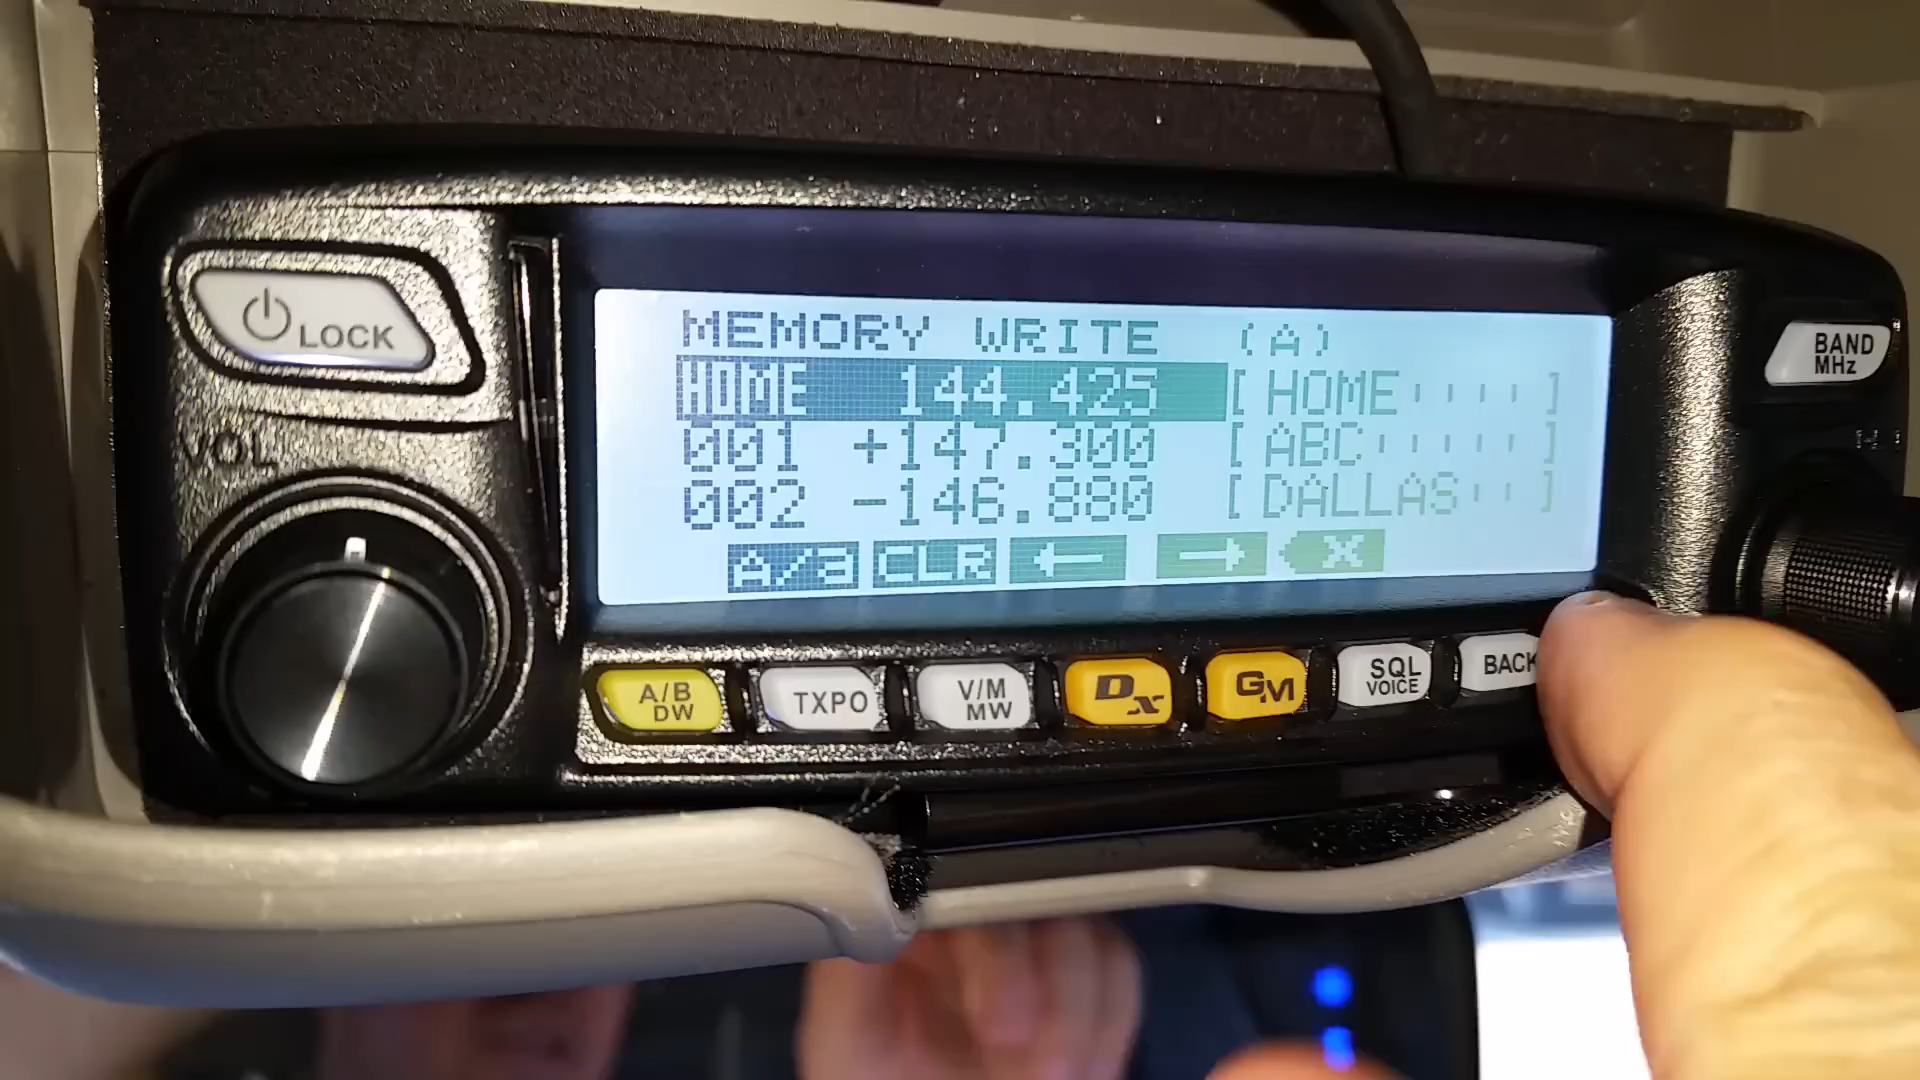 MEMORY WRITE (A)
HOME 144.425 [HOME····]
001 +147.300 [ABC·····]
002 -146.880 [DALLAS··]
A/a CLR ← → X
LOCK
VOL
BAND
MHz
A/B
DW
TXPO
V/M
MW
DX
GM
SQL
VOICE
BACK